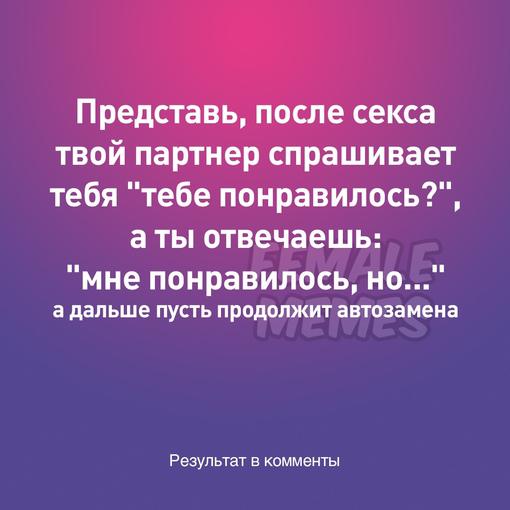 Представь, после секса
твой партнер спрашивает
тебя "тебе понравилось?",
а ты отвечаешь:
"мне понравилось, но..."
а дальше пусть продолжит автозамена
FEMALE
MEMES
Результат в комменты